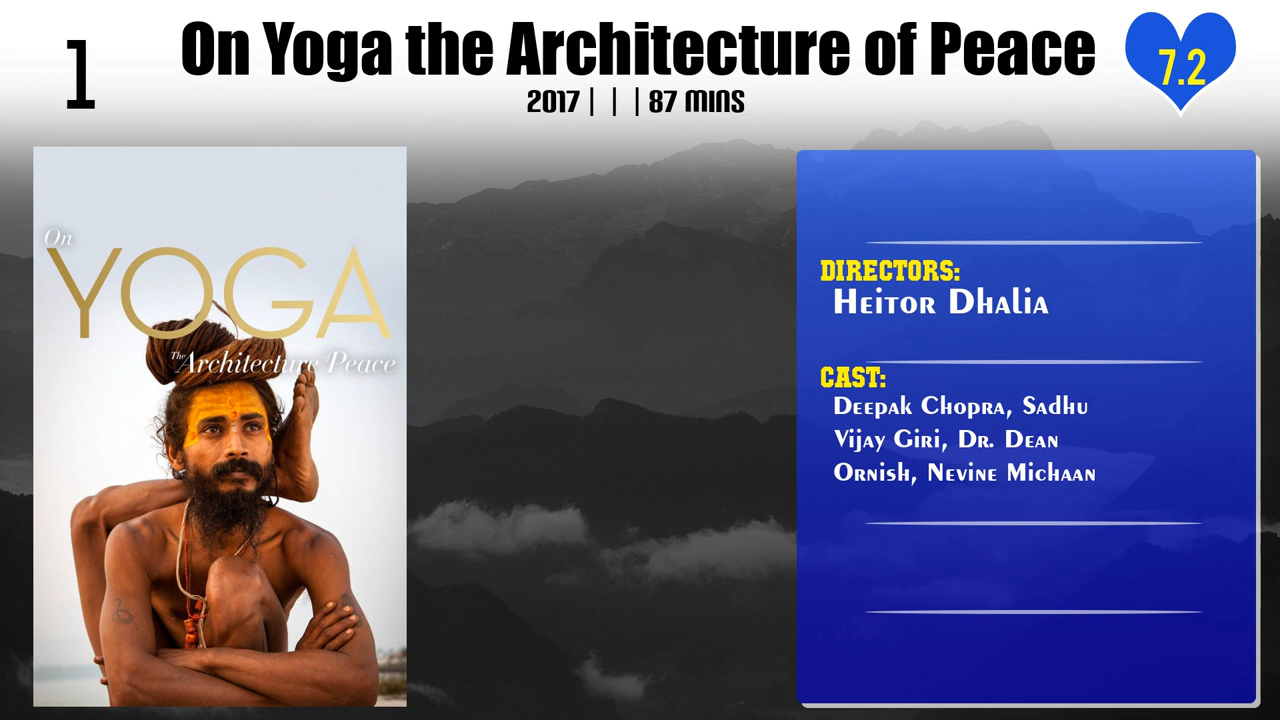 1
On Yoga the Architecture of Peace
7.2
2017 | | | 87 MINS
On
YOGA
The Architecture of Peace
DIRECTORS:
Heitor Dhalia
CAST:
Deepak Chopra, Sadhu
Vijay Giri, Dr. Dean
Ornish, Nevine Michaan